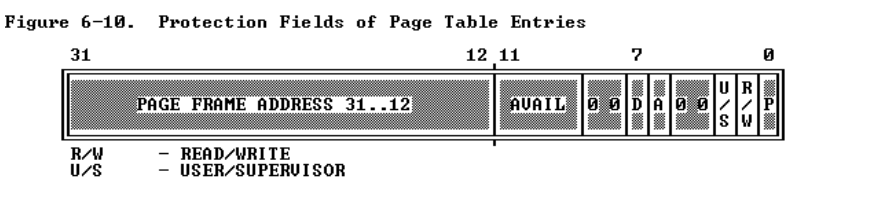 Figure 6-10.  Protection Fields of Page Table Entries
31 12 11 7 0
PAGE FRAME ADDRESS 31..12 AVAIL 0 0 D A 0 0 U/S R/W P
R/W     - READ/WRITE
U/S     - USER/SUPERVISOR